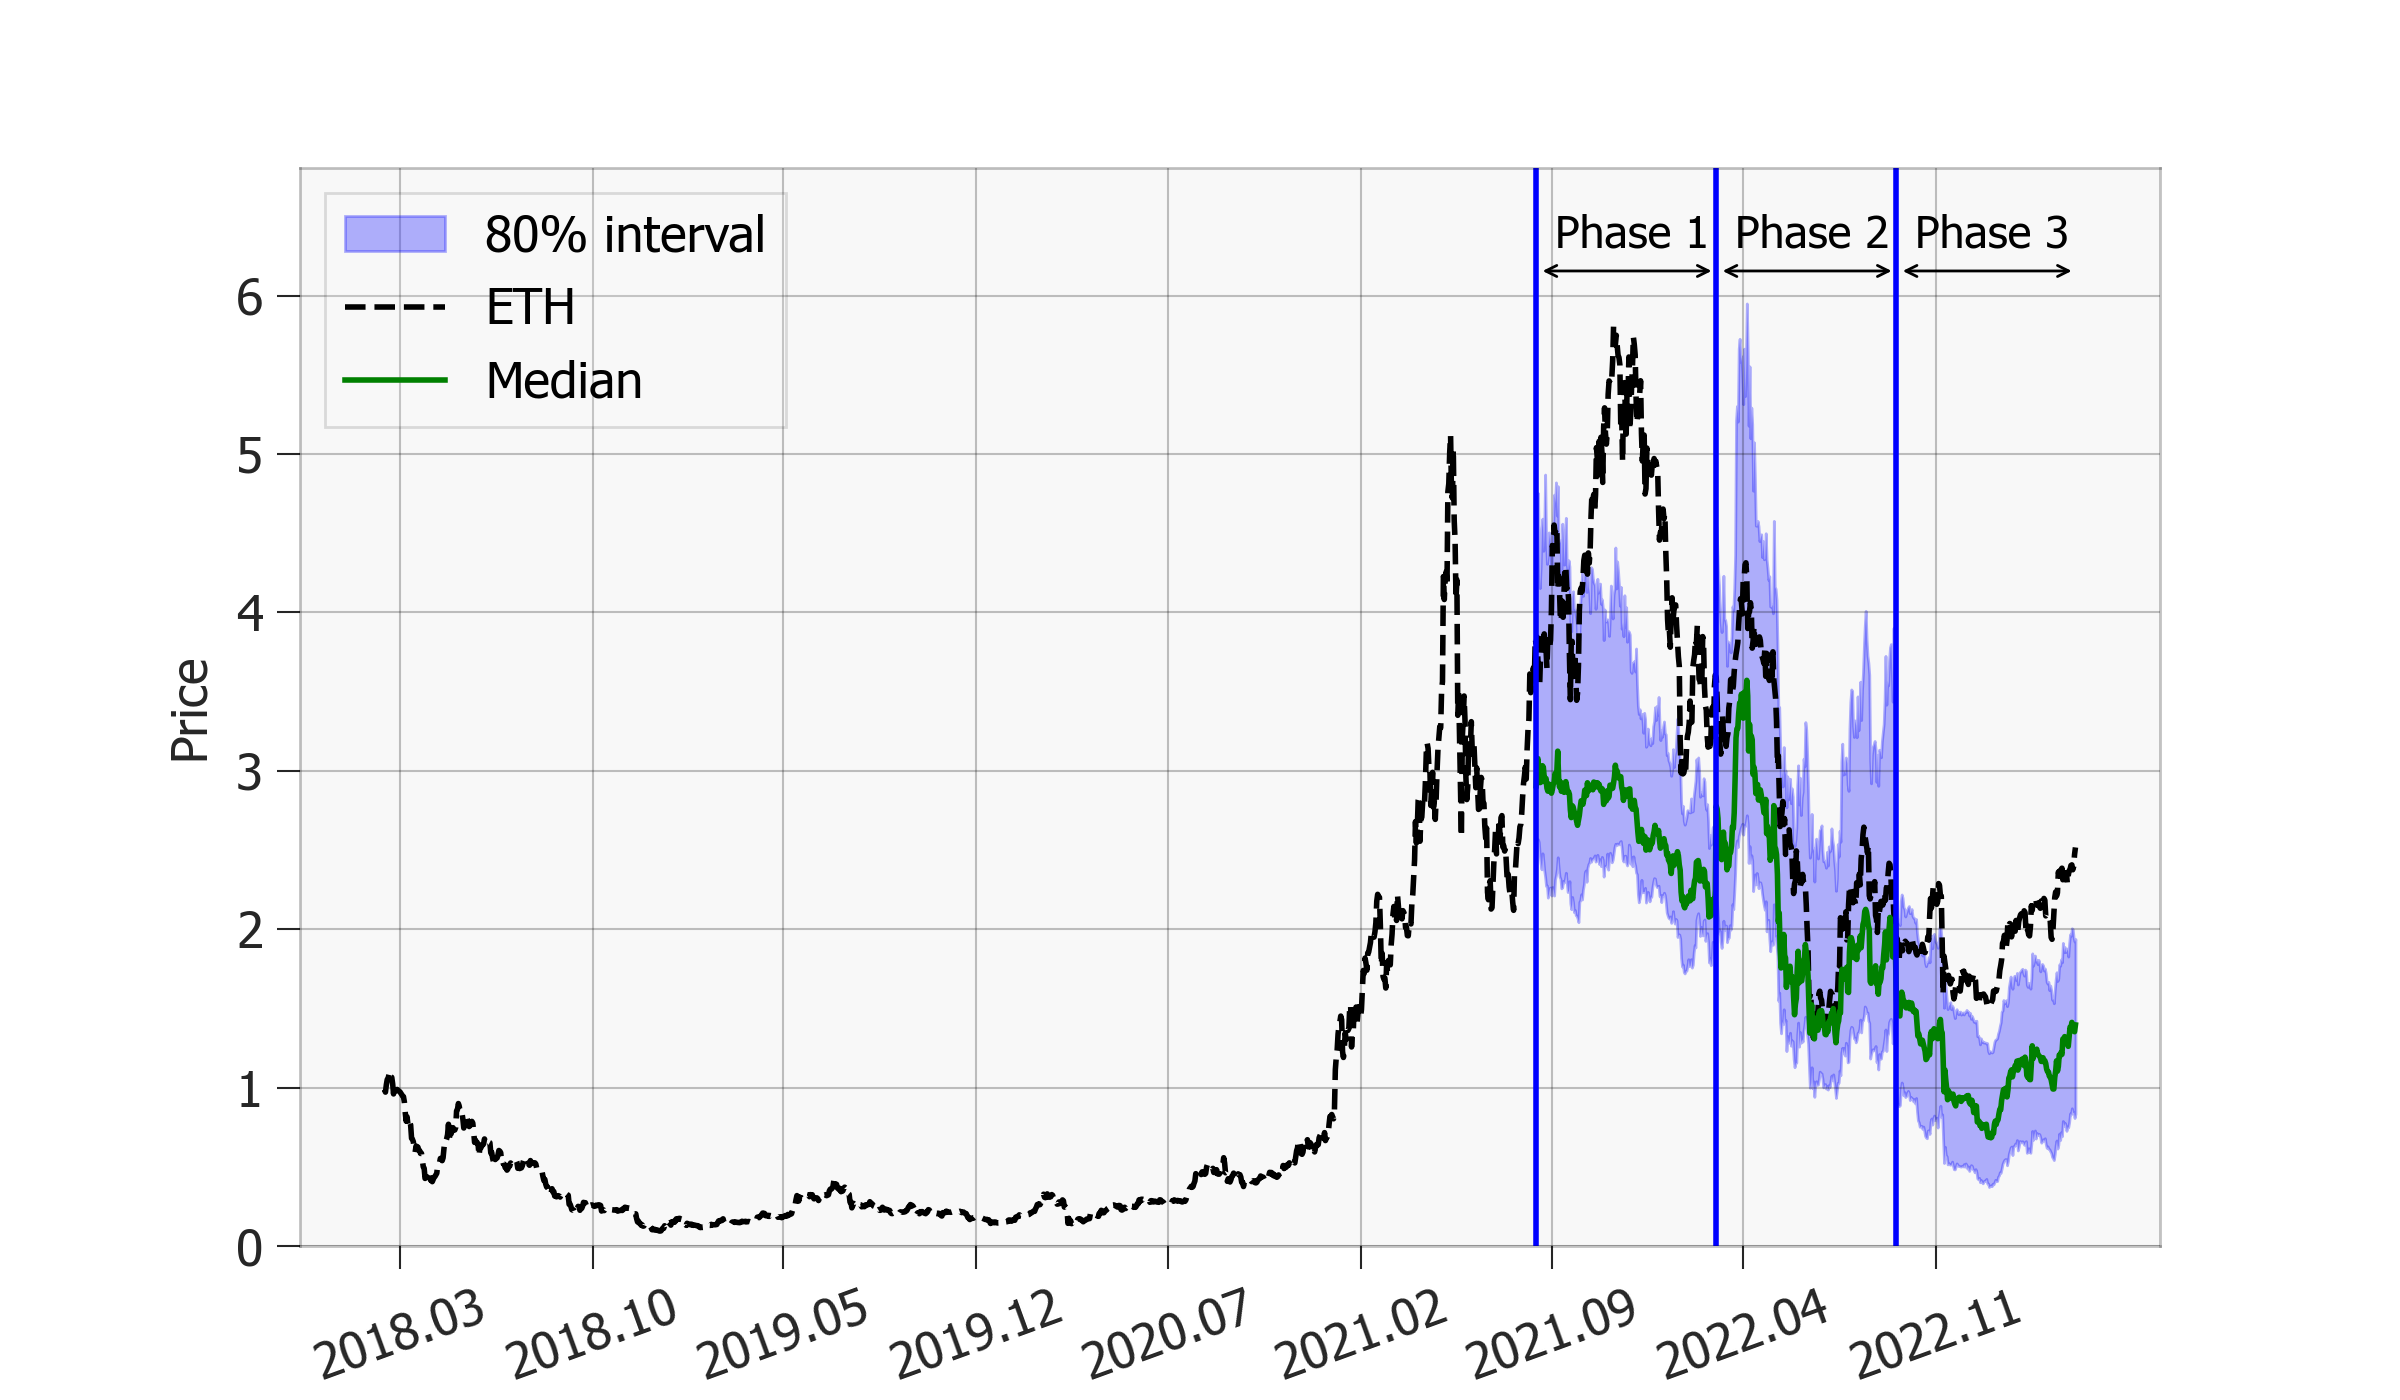 Phase 1
Phase 2
Phase 3
80% interval
ETH
Median
6
5
4
3
2
1
0
Price
2018.03
2018.10
2019.05
2019.12
2020.07
2021.02
2021.09
2022.04
2022.11